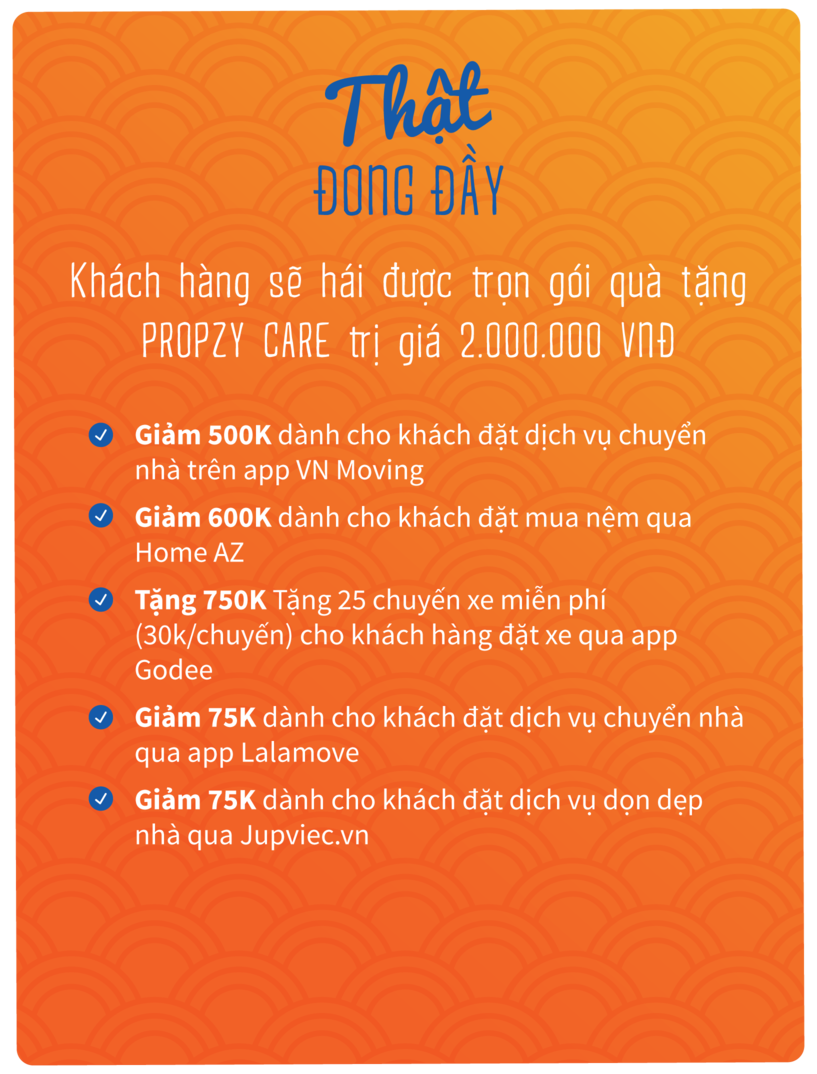 Thật
ĐONG ĐẦY
Khách hàng sẽ hái được trọn gói quà tặng
PROPZY CARE trị giá 2.000.000 VNĐ
Giảm 500K dành cho khách đặt dịch vụ chuyển
nhà trên app VN Moving
Giảm 600K dành cho khách đặt mua nệm qua
Home AZ
Tặng 750K Tặng 25 chuyến xe miễn phí
(30k/chuyến) cho khách hàng đặt xe qua app
Godee
Giảm 75K dành cho khách đặt dịch vụ chuyển nhà
qua app Lalamove
Giảm 75K dành cho khách đặt dịch vụ dọn dẹp
nhà qua Jupviec.vn